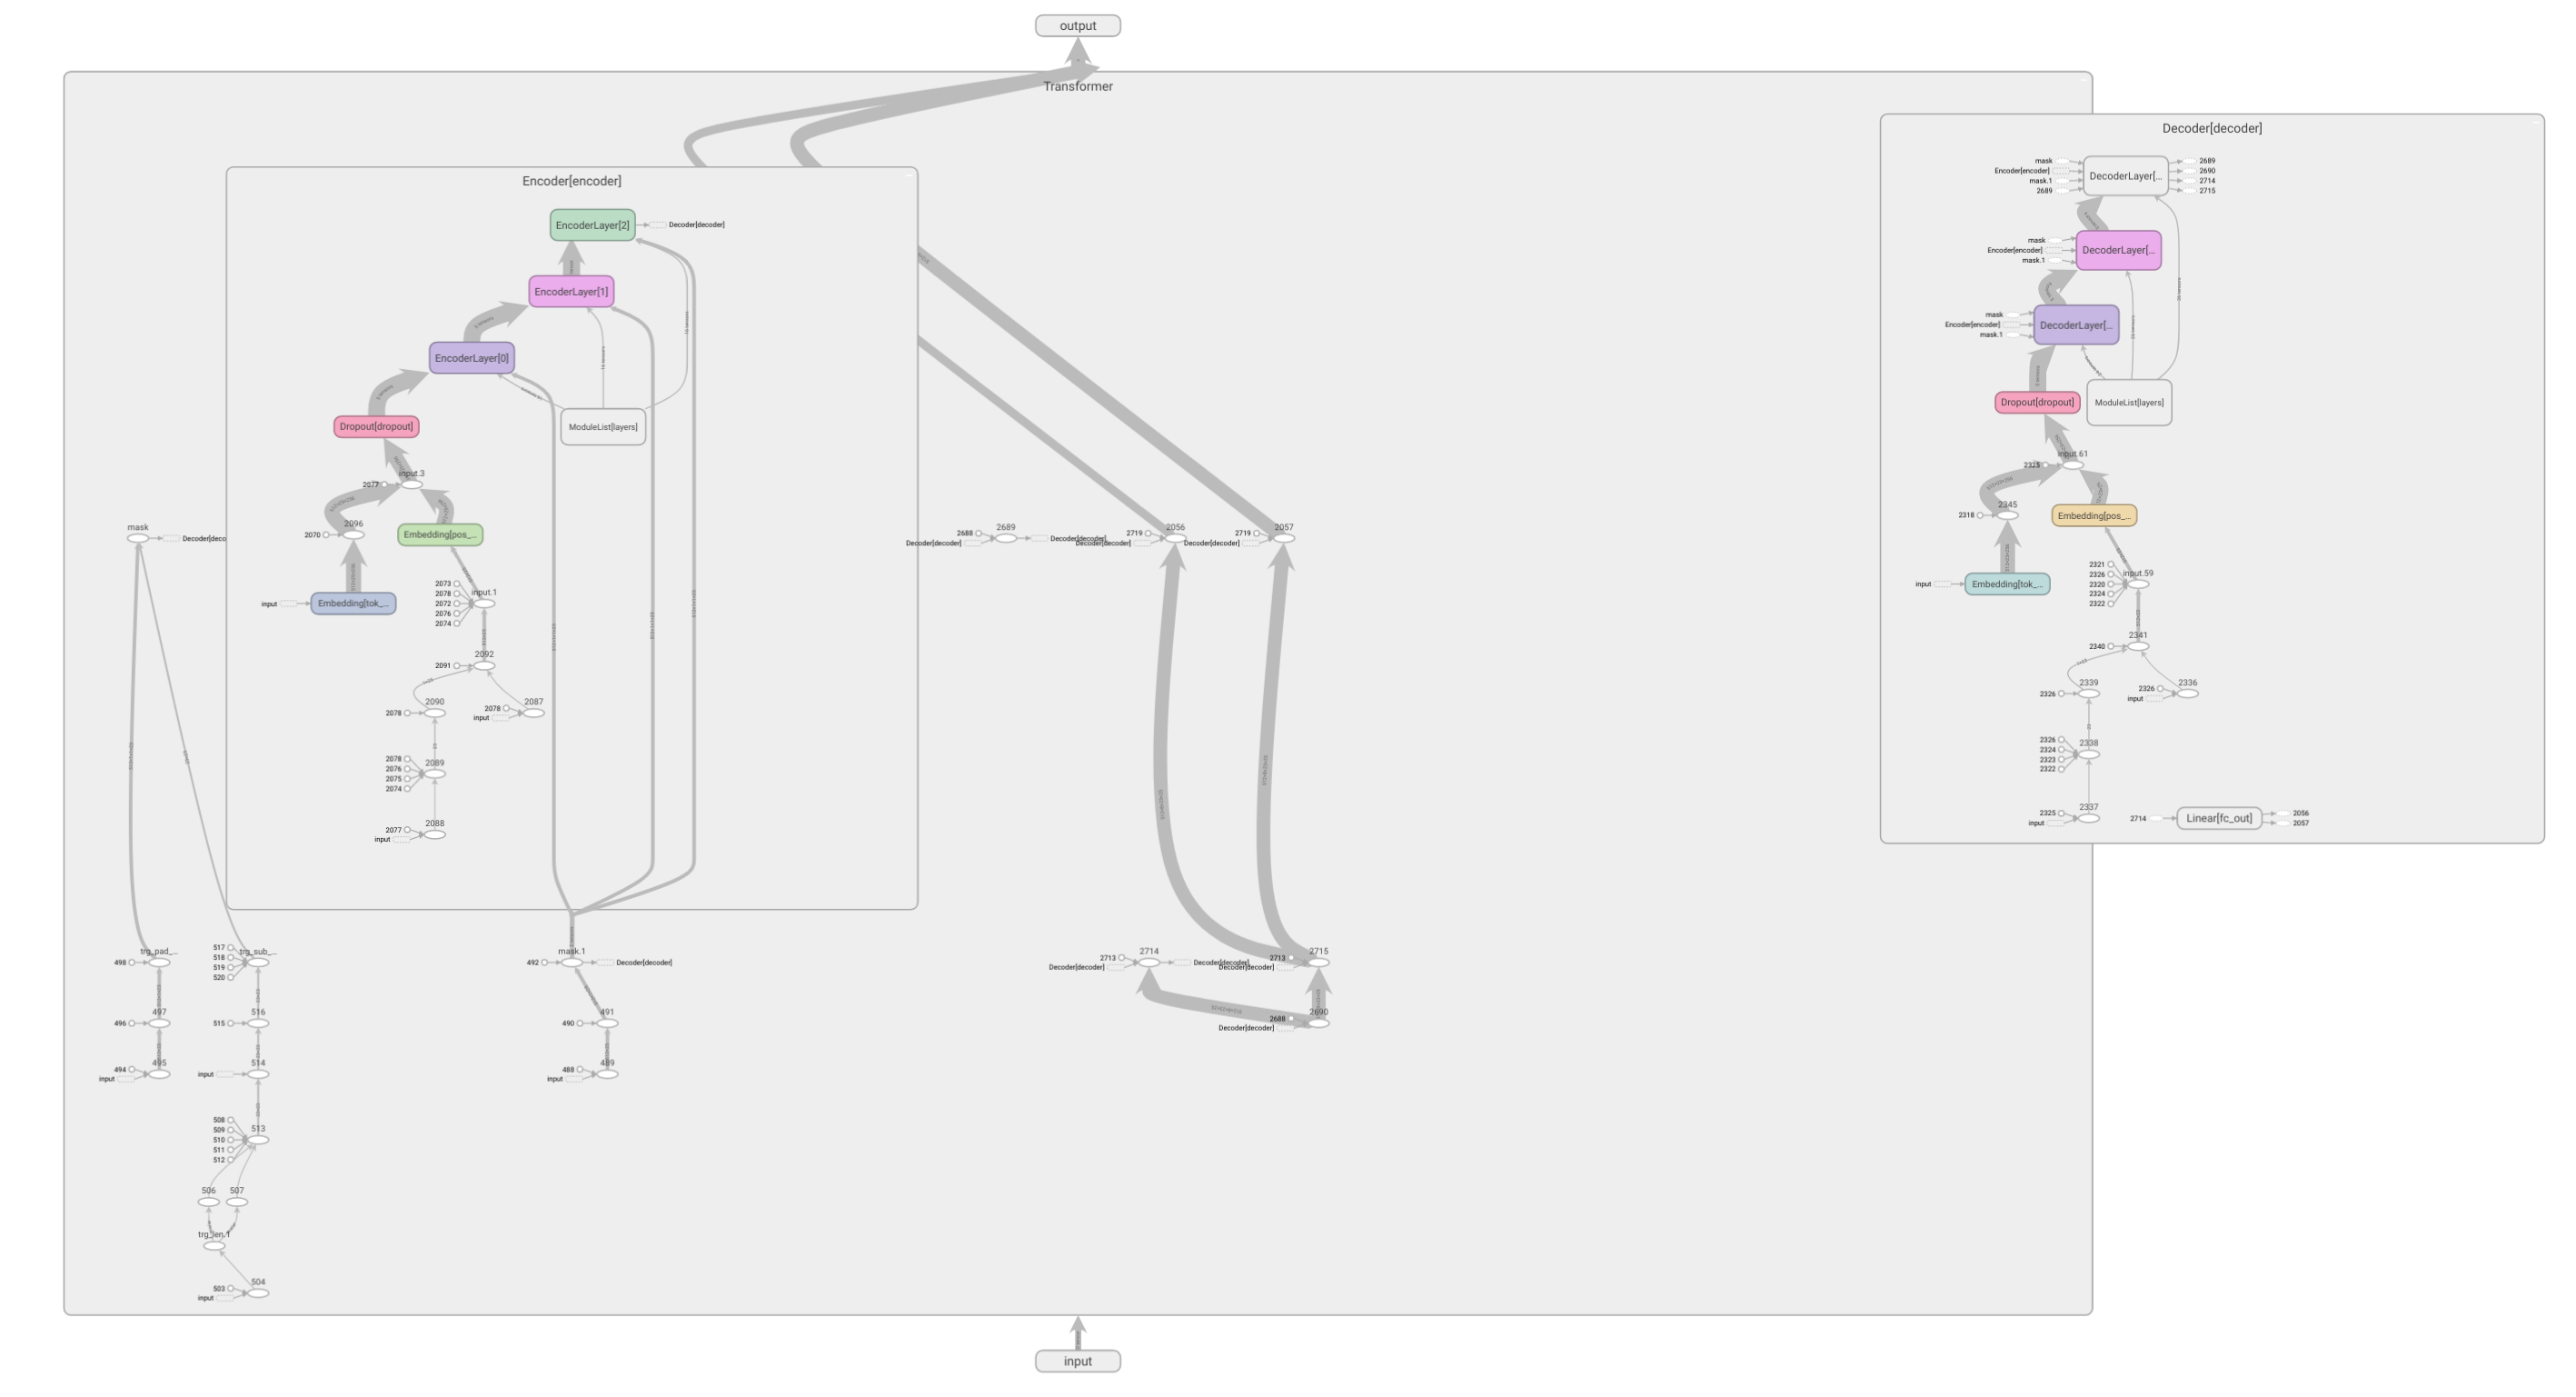 output
Transformer
Decoder[decoder]
Encoder[encoder]
EncoderLayer[2]
Decoder[decoder]
EncoderLayer[1]
EncoderLayer[0]
Dropout[dropout]
ModuleList[layers]
input.3
2077
2096
2070
Embedding[pos_...
2073
2078
2072
2076
2074
input.1
input
Embedding[tok_...
2092
2091
2090
2078
2087
2078
input
2089
2078
2076
2075
2074
2088
2077
input
mask
Decoder[deco
2688
2689
Decoder[decoder]
Decoder[decoder]
2719
2056
Decoder[decoder]
2719
2057
Decoder[decoder]
trg_pad_...
498
497
496
495
494
input
517
518
519
520
trg_sub_...
516
515
514
input
508
509
510
511
512
513
506
507
trg_len.1
504
503
input
mask.1
492
Decoder[decoder]
491
490
489
488
input
2714
2713
Decoder[decoder]
Decoder[decoder]
2715
2713
Decoder[decoder]
2690
2688
Decoder[decoder]
mask
Encoder[encoder]
mask.1
2689
DecoderLayer[...
2689
2690
2714
2715
mask
Encoder[encoder]
mask.1
DecoderLayer[...
mask
Encoder[encoder]
mask.1
DecoderLayer[...
Dropout[dropout]
ModuleList[layers]
input.61
2325
2345
2318
Embedding[pos_...
input
Embedding[tok_...
2321
2326
2320
2324
2322
input.59
2341
2340
2339
2326
2336
2326
input
2338
2326
2324
2323
2322
2337
2325
input
2714
Linear[fc_out]
2056
2057
input